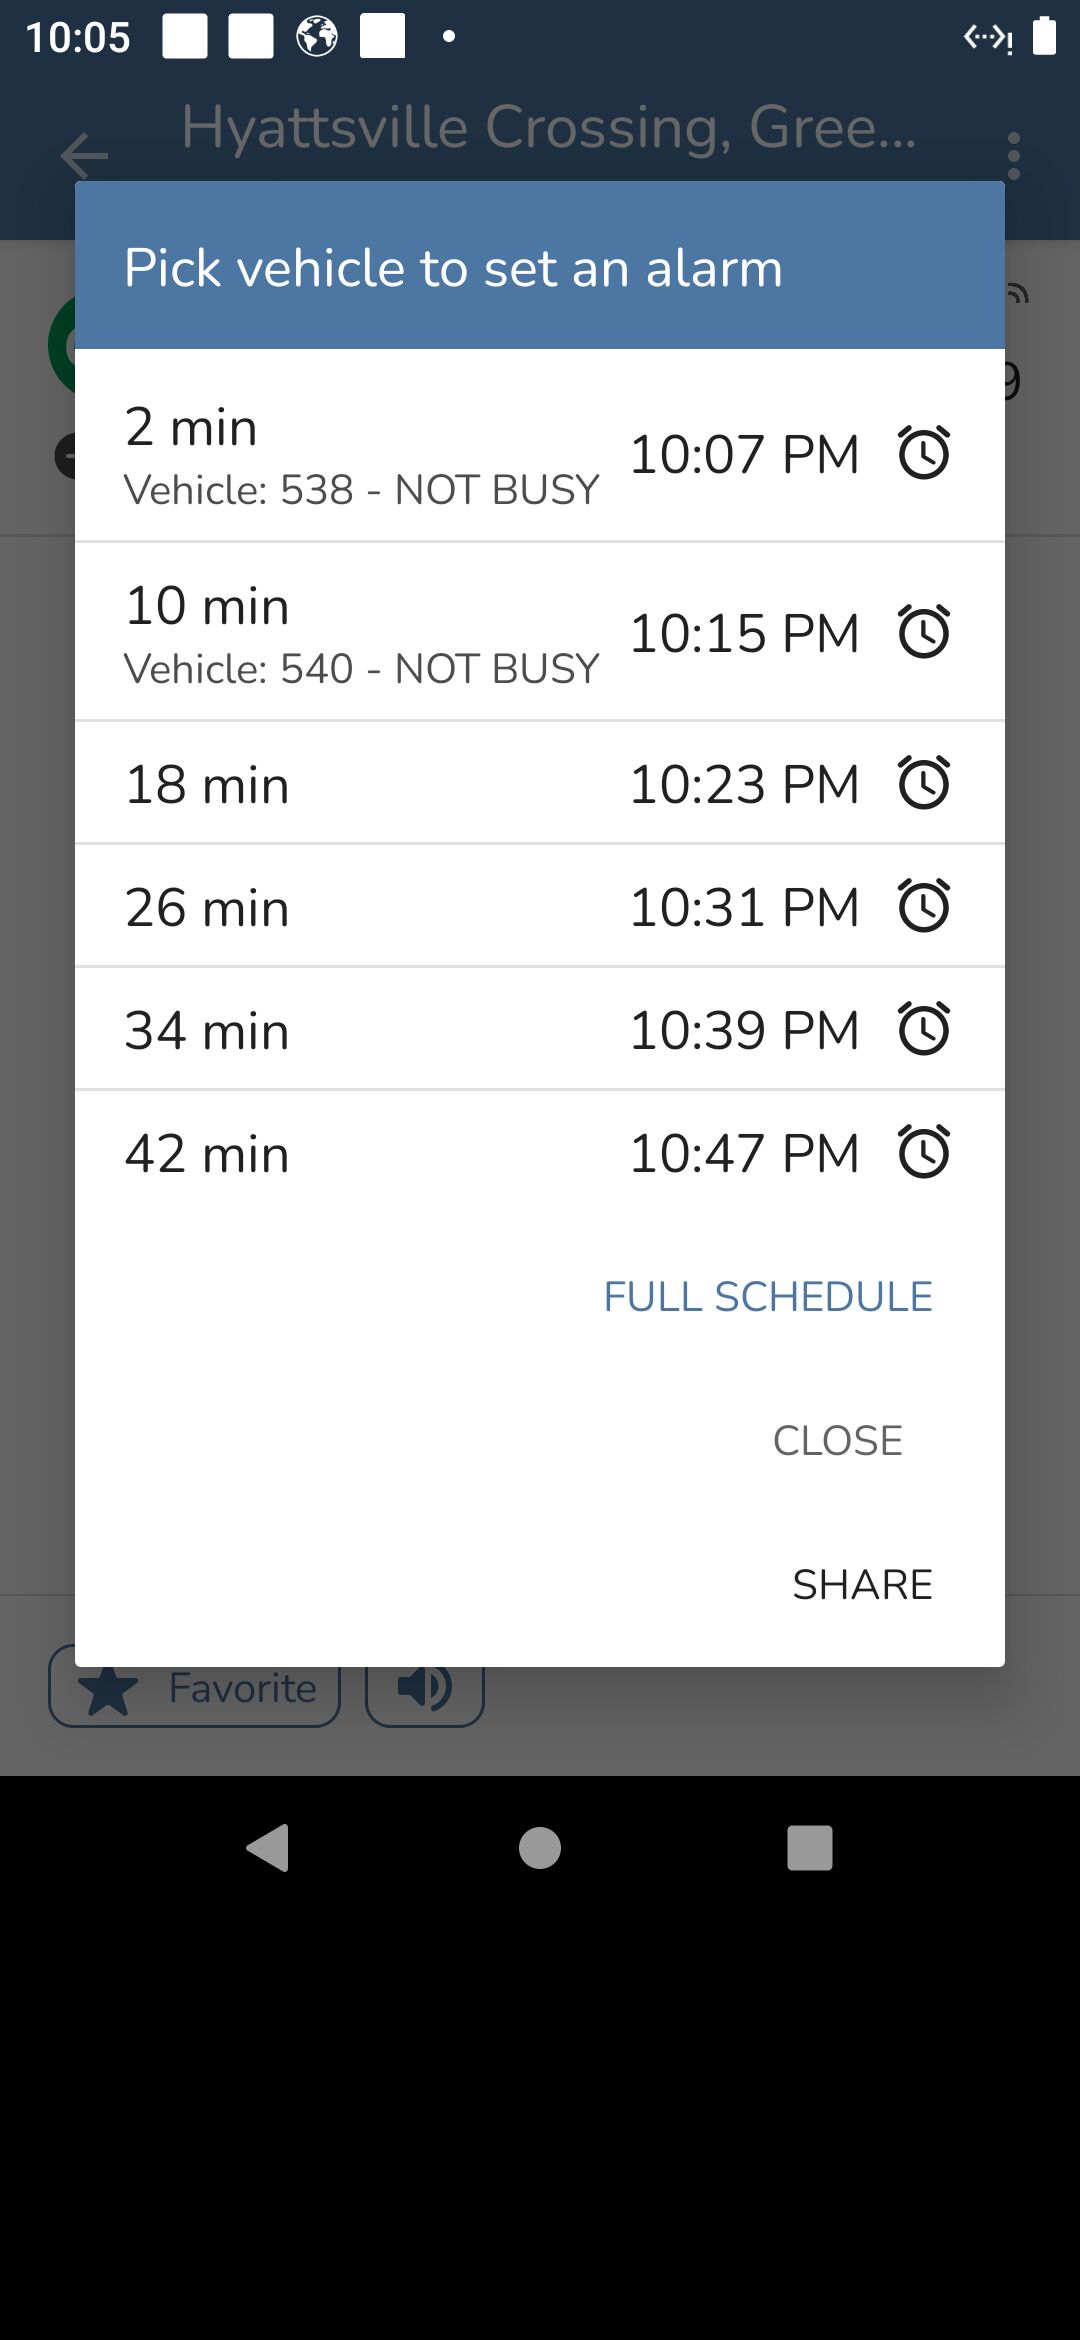 10:05
Hyattsville Crossing, Gree...
Pick vehicle to set an alarm
9
2 min
10:07 PM
Vehicle: 538 - NOT BUSY
10 min
10:15 PM
Vehicle: 540 - NOT BUSY
18 min
10:23 PM
26 min
10:31 PM
34 min
10:39 PM
42 min
10:47 PM
FULL SCHEDULE
CLOSE
SHARE
Favorite